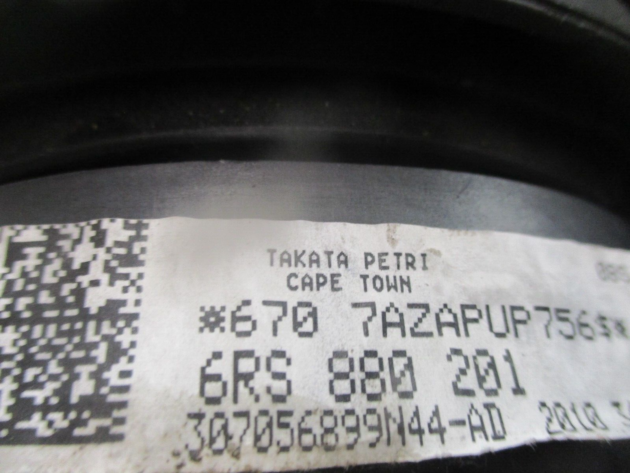 TAKATA PETRI
CAPE TOWN
*670 7AZAPUP756$*
6RS 880 201
307056899N44-AD